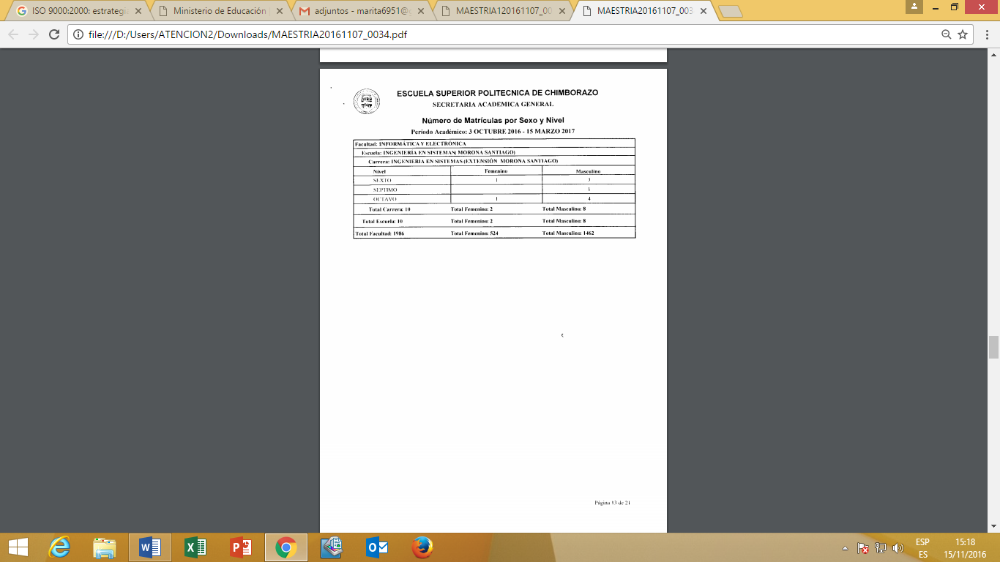 ISO 9000:2000: estrategia
Ministerio de Educación
adjuntos - marita6951@g
MAESTRIA120161107_00
MAESTRIA20161107_003
file:///D:/Users/ATENCION2/Downloads/MAESTRIA20161107_0034.pdf
ESCUELA SUPERIOR POLITECNICA DE CHIMBORAZO
SECRETARIA ACADEMICA GENERAL
Número de Matrículas por Sexo y Nivel
Período Académico: 3 OCTUBRE 2016 - 15 MARZO 2017
Facultad: INFORMÁTICA Y ELECTRÓNICA
Escuela: INGENIERÍA EN SISTEMAS( MORONA SANTIAGO)
Carrera: INGENIERIA EN SISTEMAS (EXTENSIÓN MORONA SANTIAGO)
Nivel Femenino Masculino
SEXTO 1 3
SEPTIMO 1
OCTAVO 1 4
Total Carrera: 10 Total Femenino: 2 Total Masculino: 8
Total Escuela: 10 Total Femenino: 2 Total Masculino: 8
Total Facultad: 1986 Total Femenino: 524 Total Masculino: 1462
Página 13 de 21
ESP 15:18
ES 15/11/2016